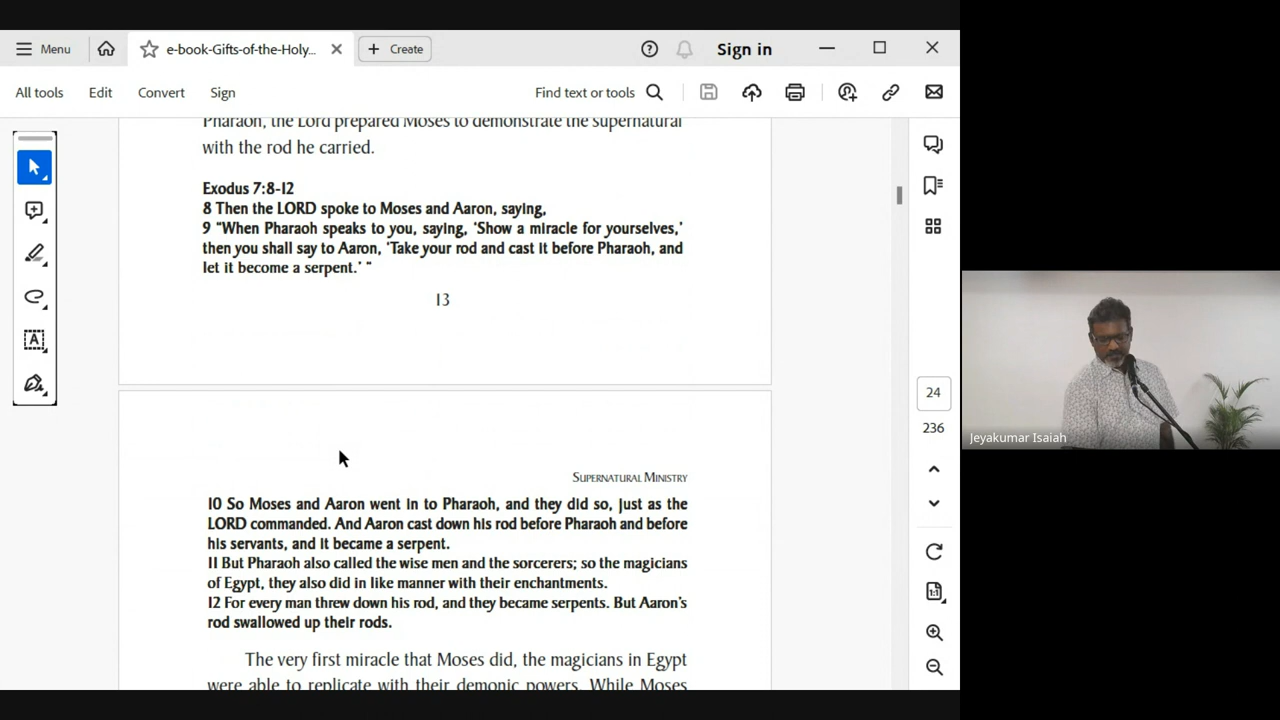 Menu
e-book-Gifts-of-the-Holy...
Create
Sign in
All tools
Edit
Convert
Sign
Find text or tools
Pharaoh, the Lord prepared Moses to demonstrate the supernatural
with the rod he carried.
Exodus 7:8-12
8 Then the LORD spoke to Moses and Aaron, saying,
9 “When Pharaoh speaks to you, saying, ‘Show a miracle for yourselves,’
then you shall say to Aaron, ‘Take your rod and cast it before Pharaoh, and
let it become a serpent.’ ”
13
SUPERNATURAL MINISTRY
10 So Moses and Aaron went in to Pharaoh, and they did so, just as the
LORD commanded. And Aaron cast down his rod before Pharaoh and before
his servants, and it became a serpent.
11 But Pharaoh also called the wise men and the sorcerers; so the magicians
of Egypt, they also did in like manner with their enchantments.
12 For every man threw down his rod, and they became serpents. But Aaron’s
rod swallowed up their rods.
The very first miracle that Moses did, the magicians in Egypt
were able to replicate with their demonic powers. While Moses
24
236
1:1
Jeyakumar Isaiah